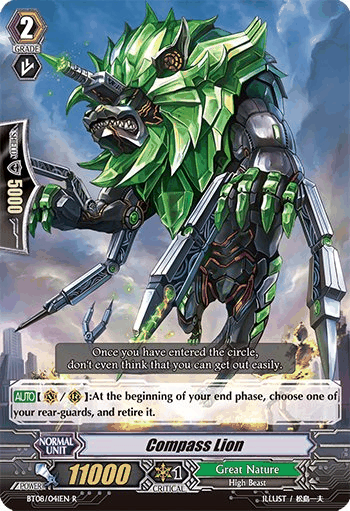 2
GRADE
SHIELD
5000
Once you have entered the circle,
don't even think that you can get out easily.
AUTO [ / ]:At the beginning of your end phase, choose one of
your rear-guards, and retire it.
NORMAL
UNIT
Compass Lion
POWER
11000
1
CRITICAL
Great Nature
High Beast
BT08/041EN R
ILLUST / 松島一夫